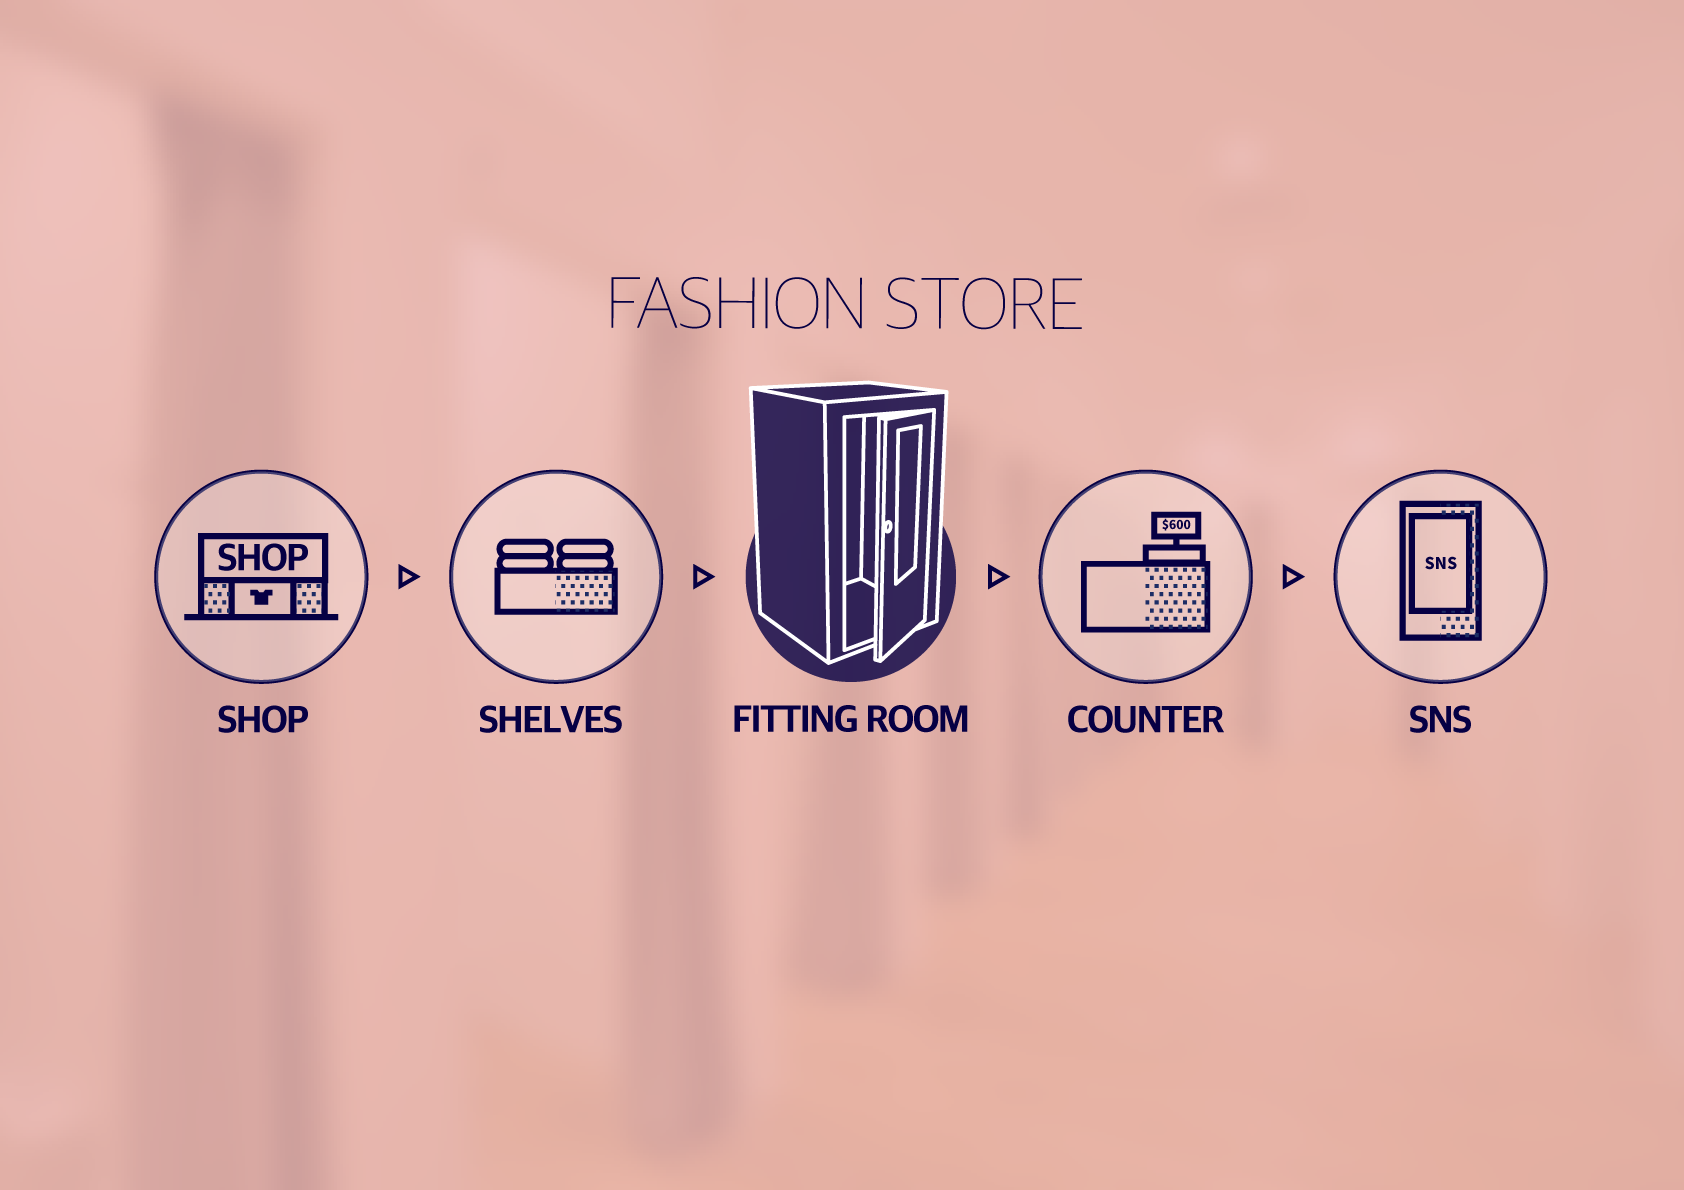 FASHION STORE
SHOP
$600
SNS
SHOP
SHELVES
FITTING ROOM
COUNTER
SNS